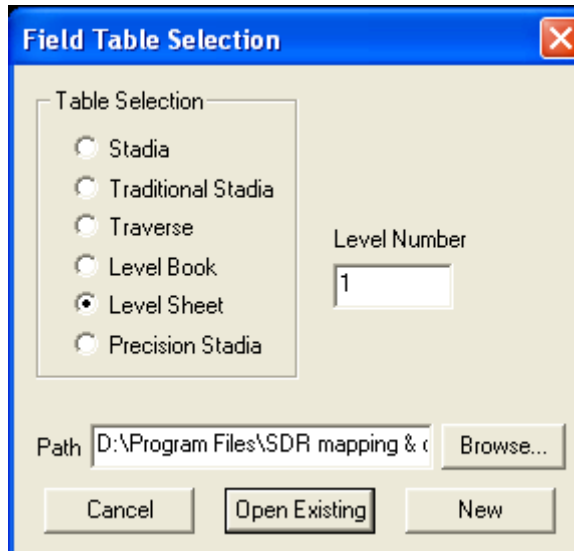 Field Table Selection
Table Selection
Stadia
Traditional Stadia
Traverse
Level Book
Level Sheet
Precision Stadia
Level Number
1
Path D:\Program Files\SDR mapping & Browse...
Cancel Open Existing New